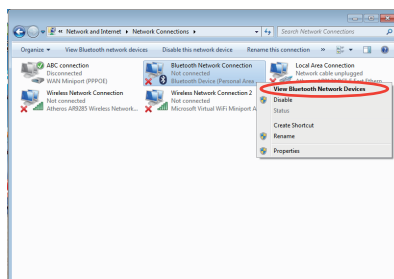 « Network and Internet ▸ Network Connections ▸
Search Network Connections
Organize ▾ View Bluetooth network devices Disable this network device Rename this connection »
ABC connection
Disconnected
WAN Miniport (PPPOE)
Bluetooth Network Connection
Not connected
Bluetooth Device (Personal Area
Local Area Connection
Network cable unplugged
Wireless Network Connection
Not connected
Atheros AR9285 Wireless Network...
Wireless Network Connection 2
Not connected
Microsoft Virtual WiFi Miniport A
View Bluetooth Network Devices
Disable
Status
Create Shortcut
Rename
Properties